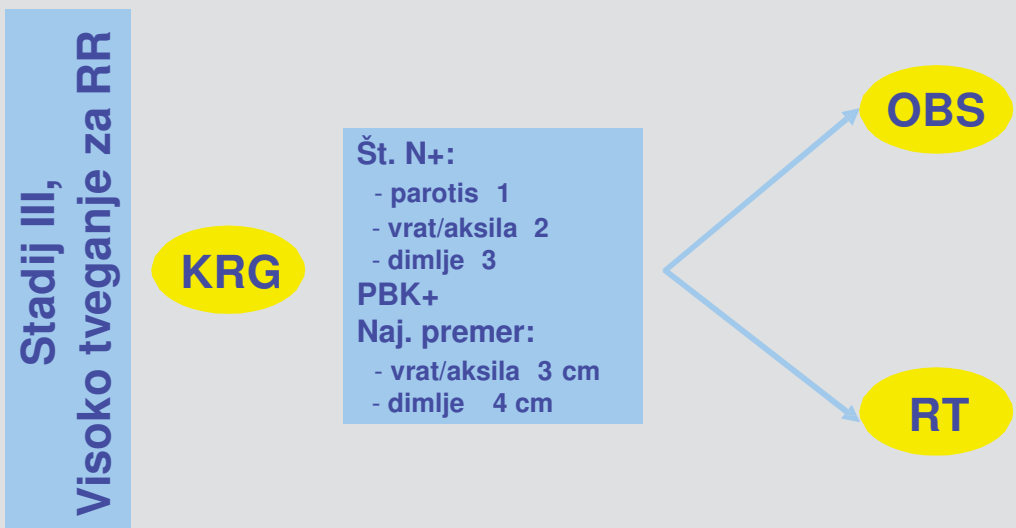 Stadij III,
Visoko tveganje za RR
KRG
Št. N+:
- parotis 1
- vrat/aksila 2
- dimlje 3
PBK+
Naj. premer:
- vrat/aksila 3 cm
- dimlje 4 cm
OBS
RT